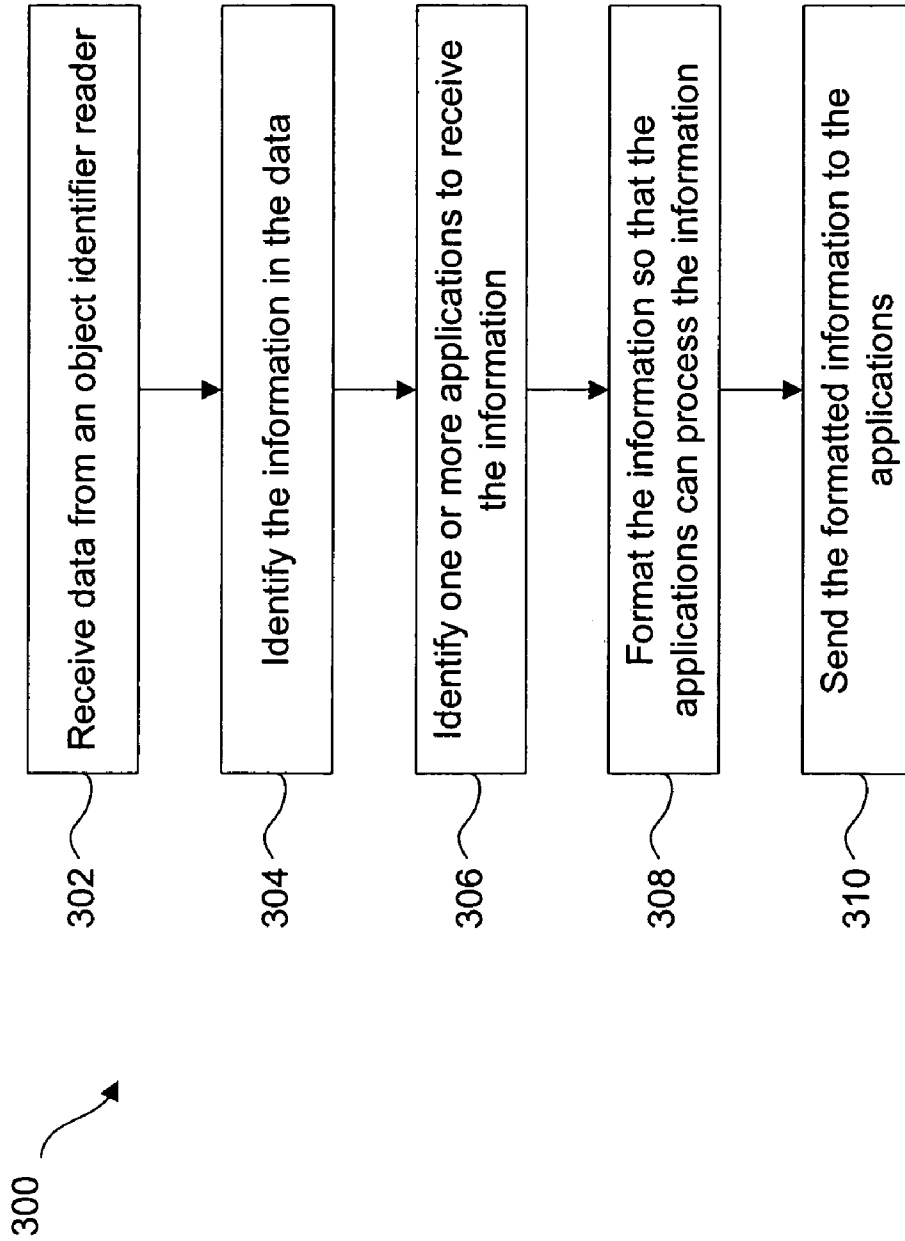 300
302
Receive data from an object identifier reader
304
Identify the information in the data
306
Identify one or more applications to receive
the information
308
Format the information so that the
applications can process the information
310
Send the formatted information to the
applications